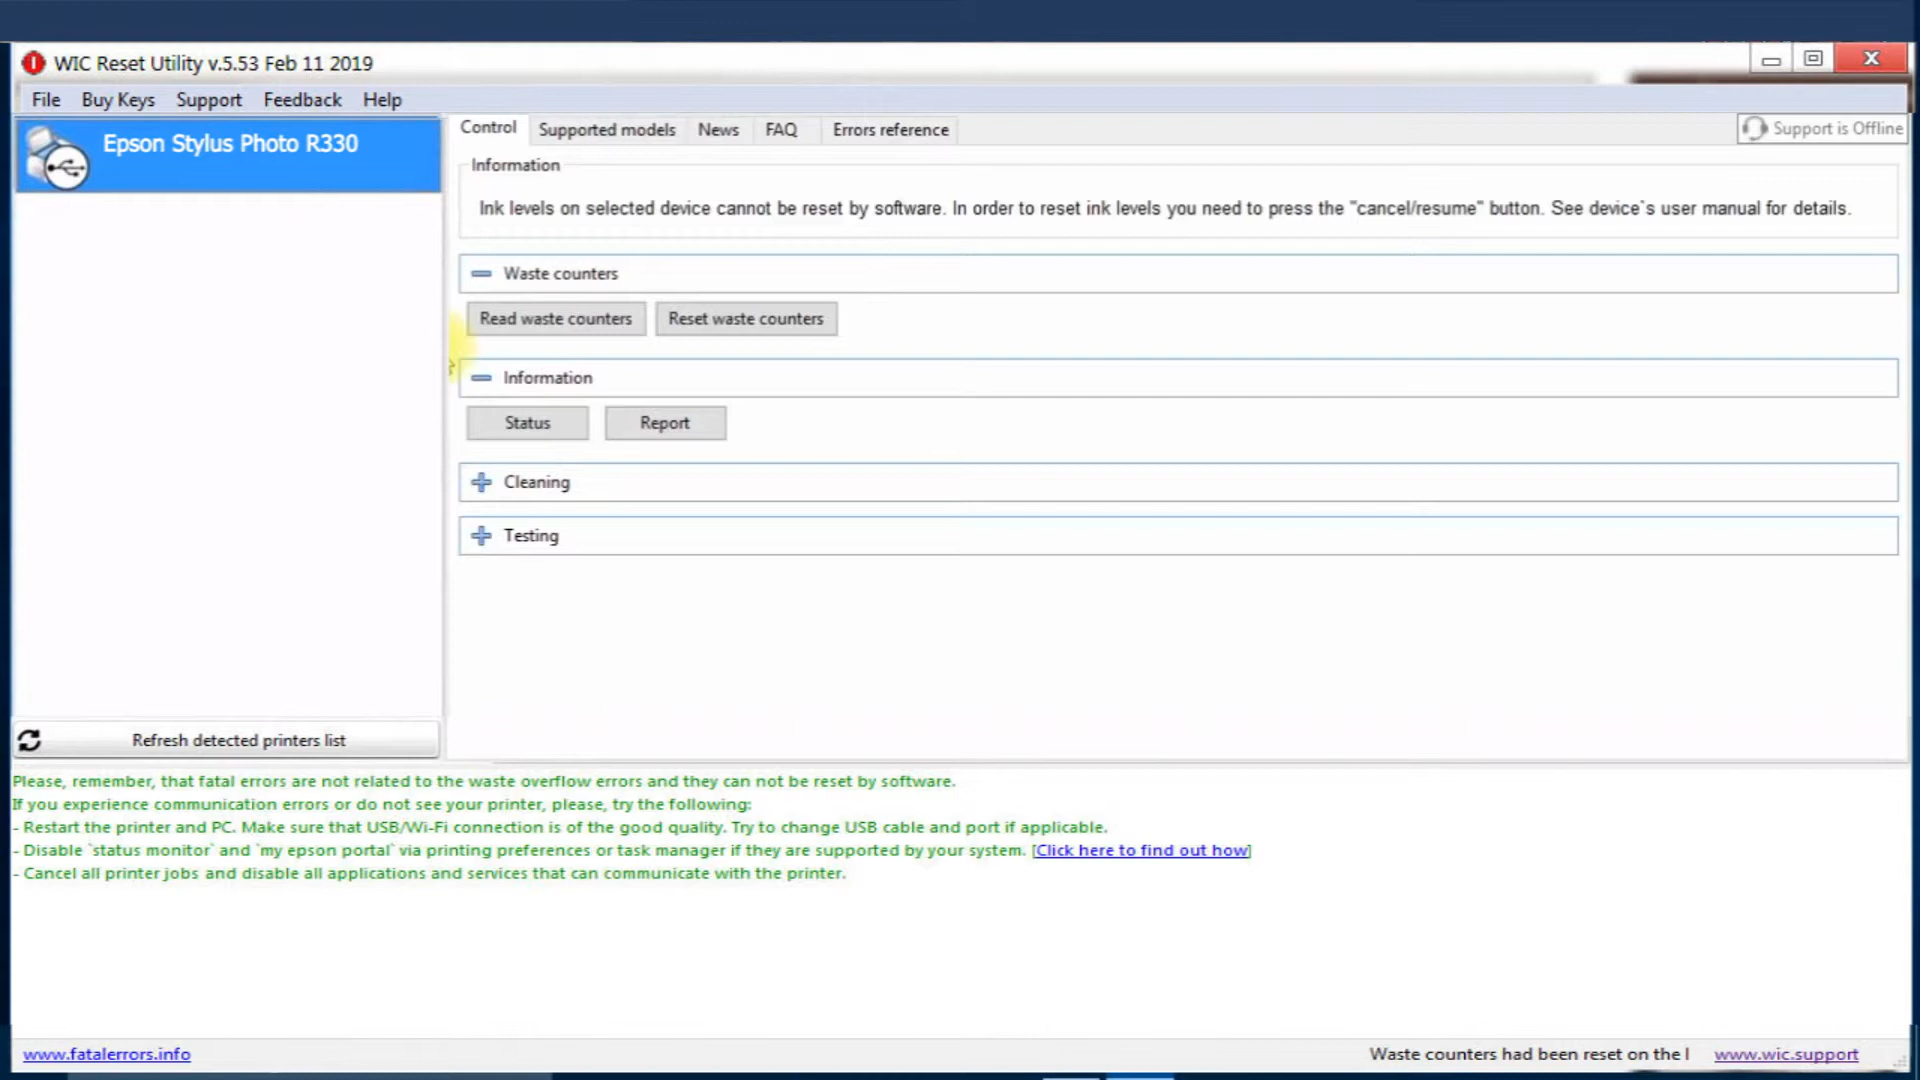 WIC Reset Utility v.5.53 Feb 11 2019
File Buy Keys Support Feedback Help
Epson Stylus Photo R330
Control Supported models News FAQ Errors reference
Support is Offline
Information
Ink levels on selected device cannot be reset by software. In order to reset ink levels you need to press the "cancel/resume" button. See device`s user manual for details.
Waste counters
Read waste counters Reset waste counters
Information
Status Report
Cleaning
Testing
Refresh detected printers list
Please, remember, that fatal errors are not related to the waste overflow errors and they can not be reset by software.
If you experience communication errors or do not see your printer, please, try the following:
- Restart the printer and PC. Make sure that USB/Wi-Fi connection is of the good quality. Try to change USB cable and port if applicable.
- Disable `status monitor` and `my epson portal` via printing preferences or task manager if they are supported by your system. [Click here to find out how]
- Cancel all printer jobs and disable all applications and services that can communicate with the printer.
www.fatalerrors.info
Waste counters had been reset on the
www.wic.support